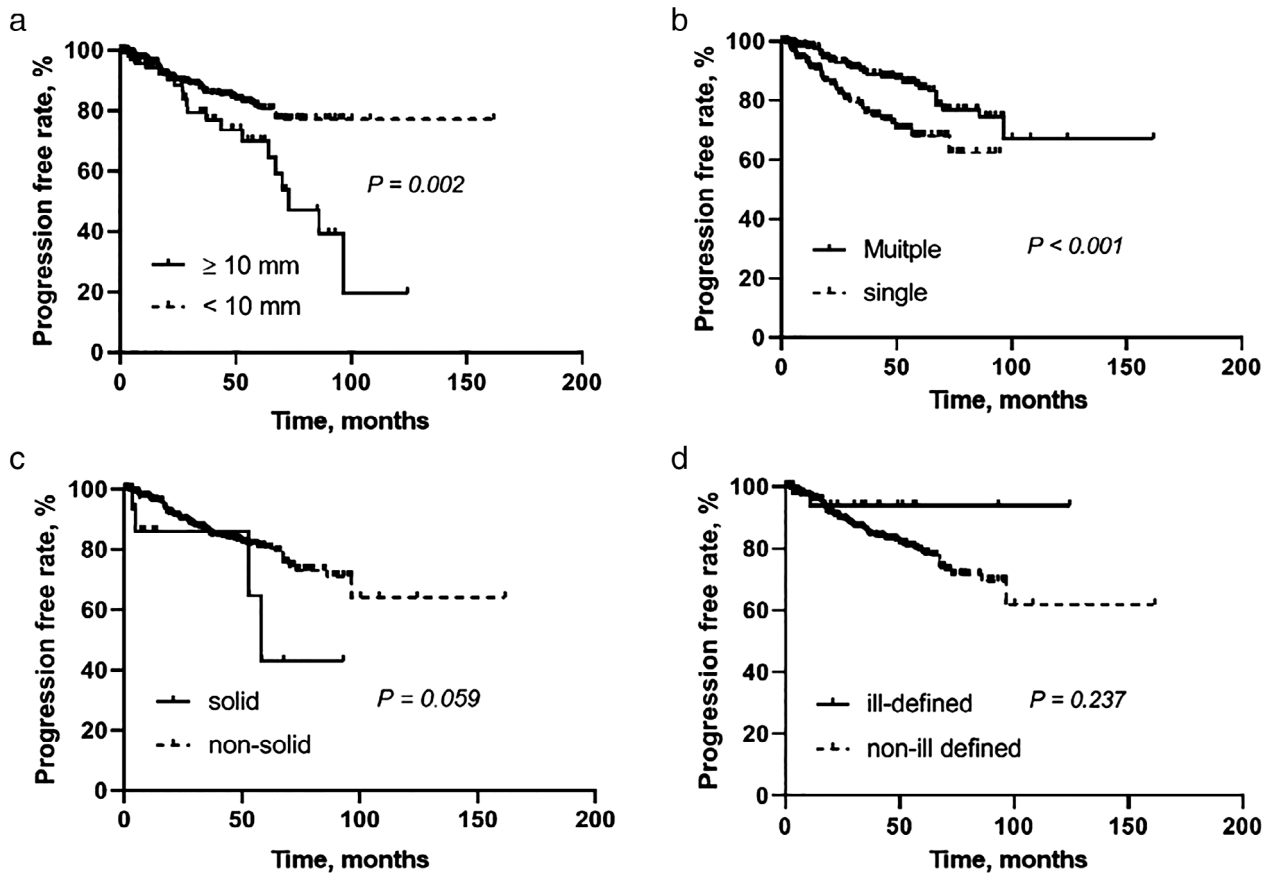 a
Progression free rate, %
100
80
60
40
20
0
P = 0.002
≥ 10 mm
< 10 mm
0 50 100 150 200
Time, months
b
Progression free rate, %
100
80
60
40
20
0
Muitple
single
P < 0.001
0 50 100 150 200
Time, months
c
Progression free rate, %
100
80
60
40
20
0
solid
non-solid
P = 0.059
0 50 100 150 200
Time, months
d
Progression free rate, %
100
80
60
40
20
0
ill-defined
non-ill defined
P = 0.237
0 50 100 150 200
Time, months